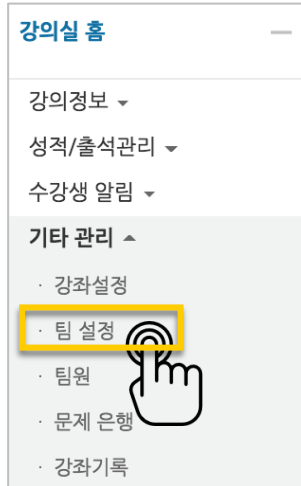 강의실 홈
강의정보
성적/출석관리
수강생 알림
기타 관리
· 강좌설정
· 팀 설정
· 팀원
· 문제 은행
· 강좌기록